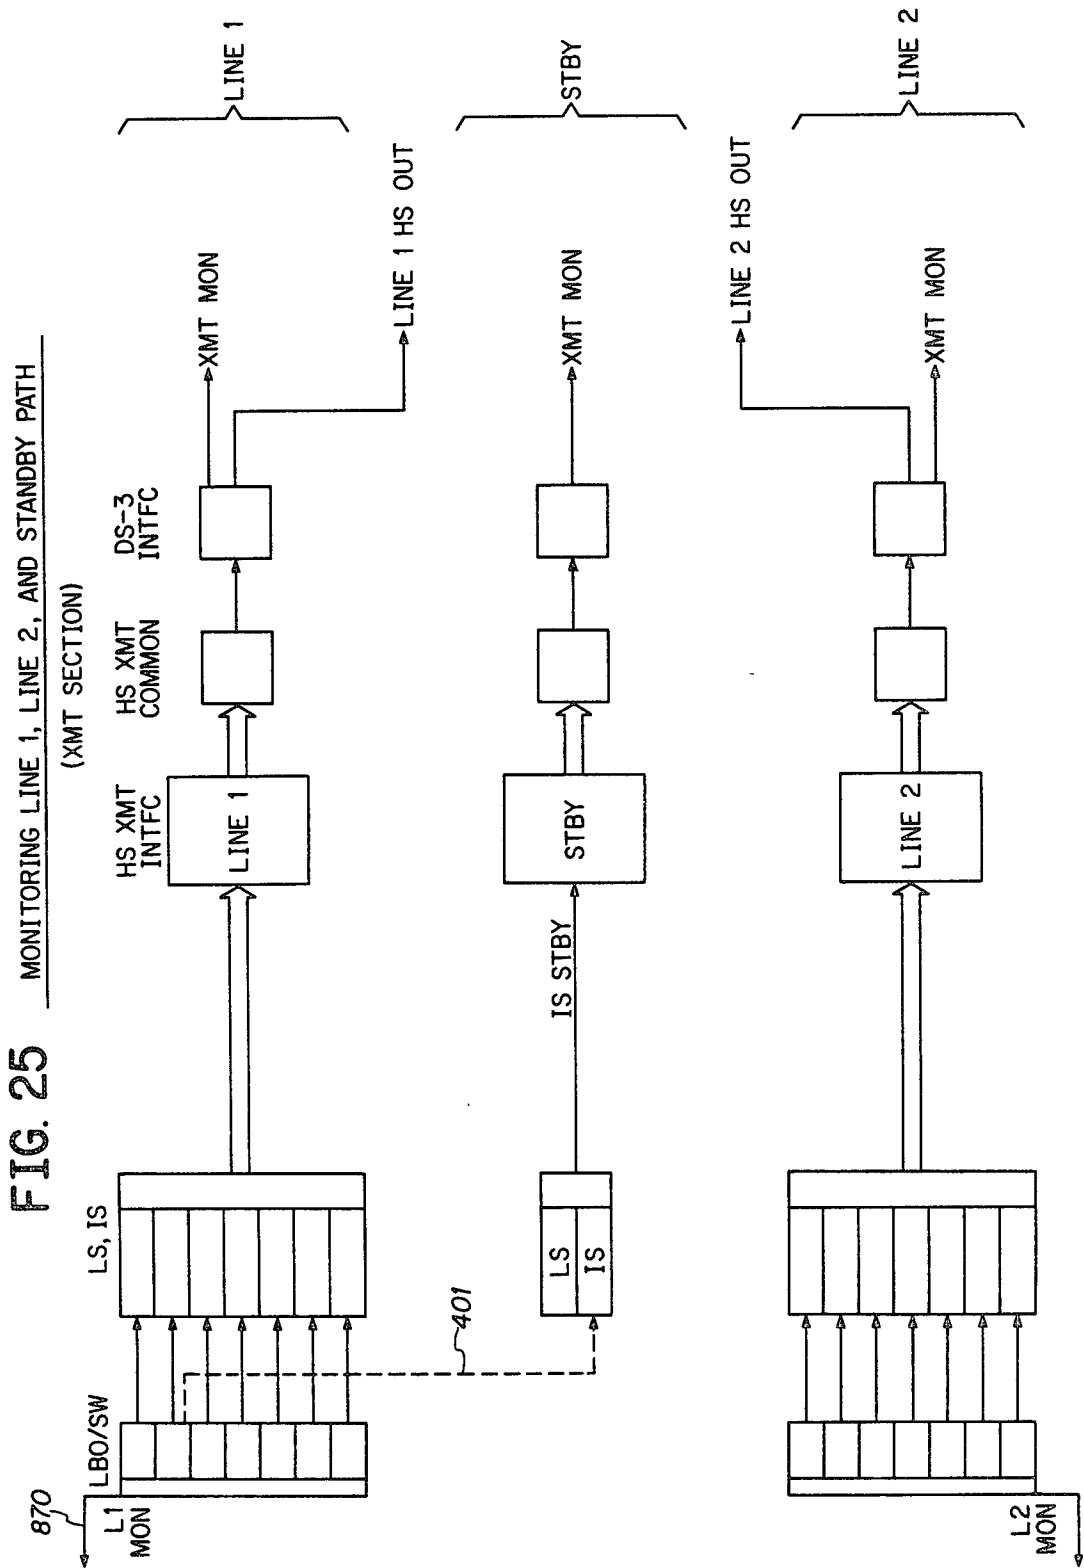 FIG. 25
MONITORING LINE 1, LINE 2, AND STANDBY PATH
(XMT SECTION)
870
L1
MON
LBO/SW
LS, IS
HS XMT
INTFC
HS XMT
COMMON
DS-3
INTFC
LINE 1
XMT MON
LINE 1 HS OUT
LINE 1
401
LS
IS
IS STBY
STBY
XMT MON
STBY
L2
MON
LINE 2
LINE 2 HS OUT
XMT MON
LINE 2